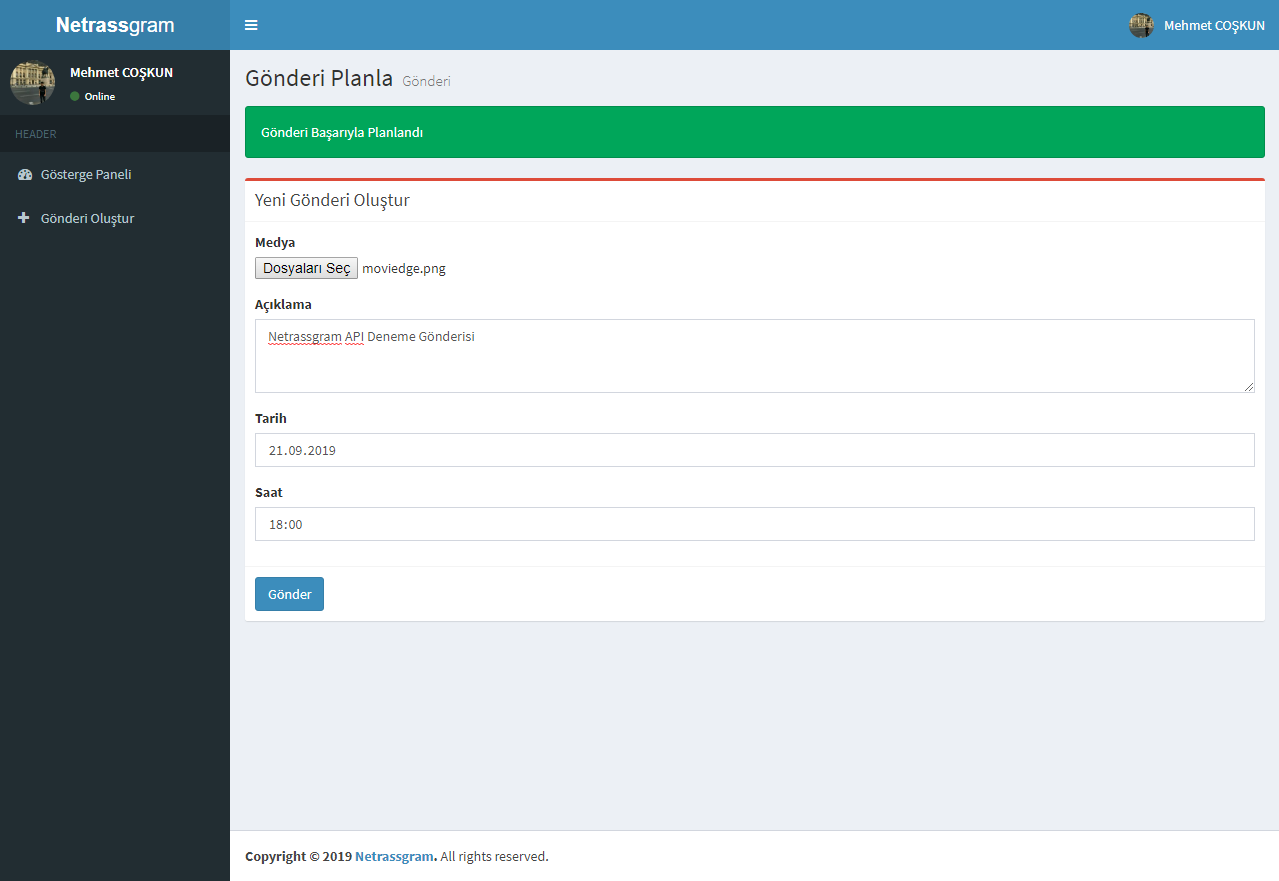 Netrassgram
Mehmet COŞKUN
Mehmet COŞKUN
Online
HEADER
Gösterge Paneli
Gönderi Oluştur
Gönderi Planla Gönderi
Gönderi Başarıyla Planlandı
Yeni Gönderi Oluştur
Medya
Dosyaları Seç moviedge.png
Açıklama
Netrassgram API Deneme Gönderisi
Tarih
21.09.2019
Saat
18:00
Gönder
Copyright © 2019 Netrassgram. All rights reserved.